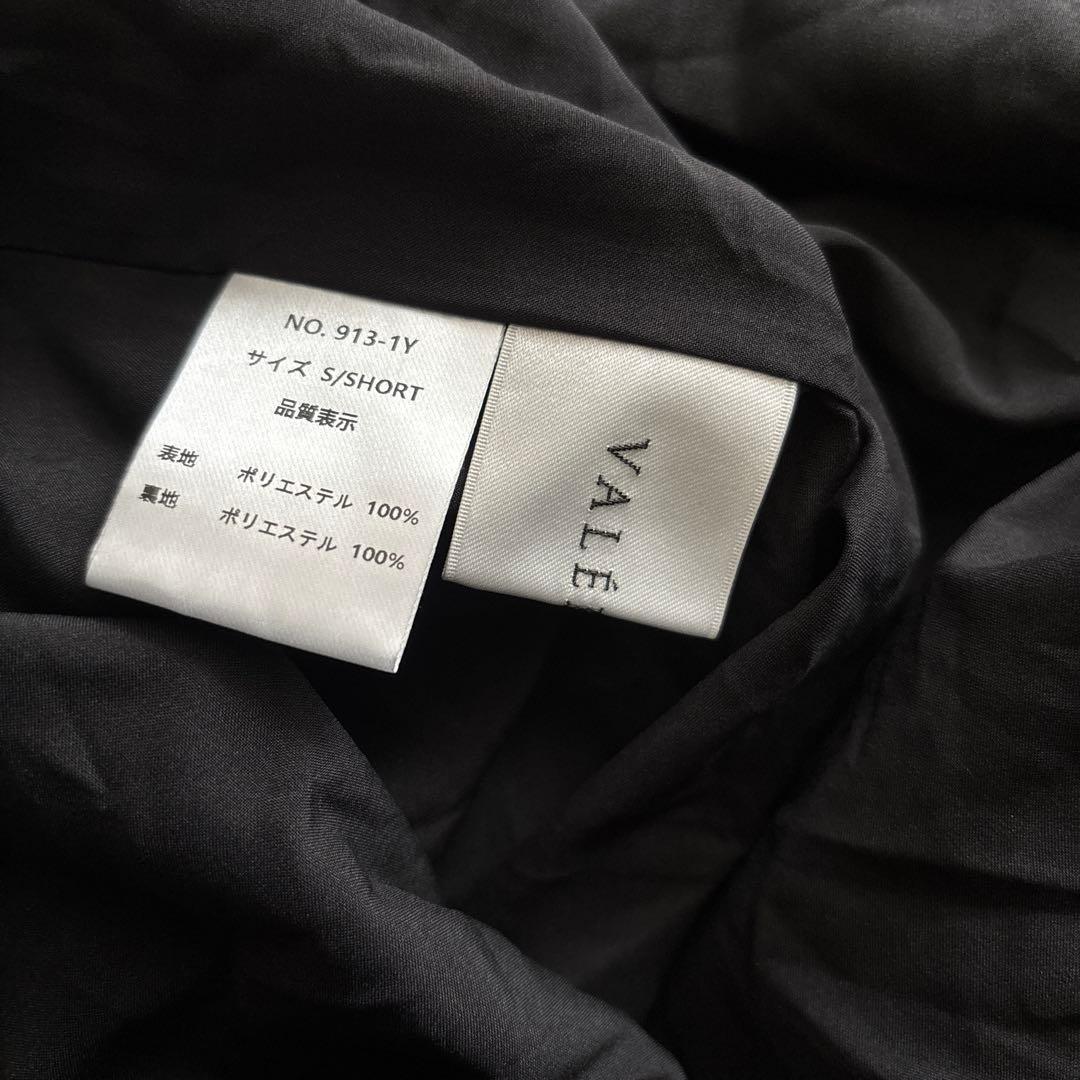 NO. 913-1Y
サイズ S/SHORT
品質表示
表地 ポリエステル 100%
裏地 ポリエステル 100%
VALÉ